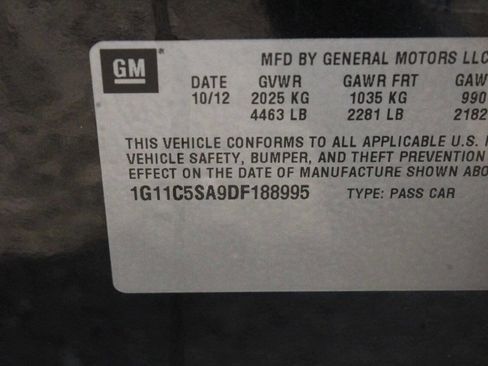 GM
MFD BY GENERAL MOTORS LLC
DATE GVWR GAWR FRT GAW
10/12 2025 KG 1035 KG 990
4463 LB 2281 LB 2182
THIS VEHICLE CONFORMS TO ALL APPLICABLE U.S.
VEHICLE SAFETY, BUMPER, AND THEFT PREVENTION
EFFECT ON THE DATE OF MANUFACTURE SHOWN ABO
1G11C5SA9DF188995 TYPE: PASS CAR